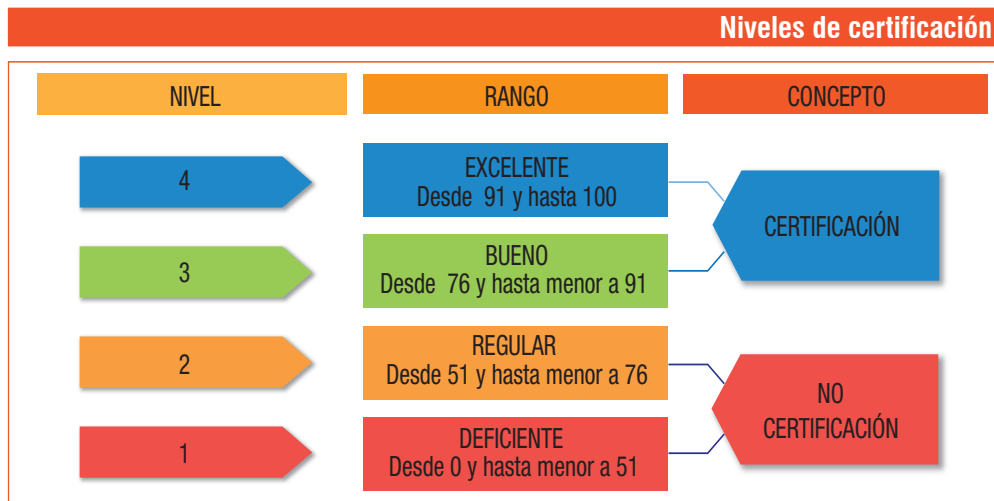 Niveles de certificación
NIVEL
RANGO
CONCEPTO
4
EXCELENTE
Desde 91 y hasta 100
CERTIFICACIÓN
3
BUENO
Desde 76 y hasta menor a 91
2
REGULAR
Desde 51 y hasta menor a 76
NO
CERTIFICACIÓN
1
DEFICIENTE
Desde 0 y hasta menor a 51